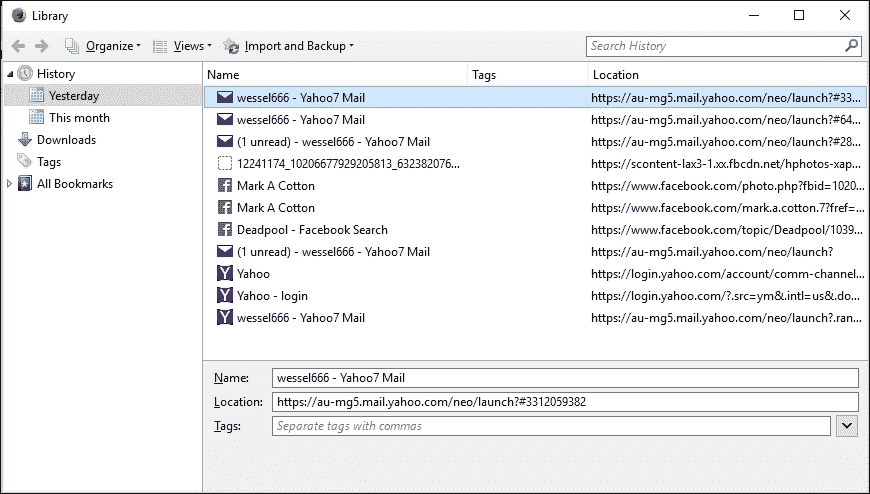 Library
Organize Views Import and Backup Search History
History
Yesterday
This month
Downloads
Tags
All Bookmarks
Name Tags Location
wessel666 - Yahoo7 Mail https://au-mg5.mail.yahoo.com/neo/launch?#33...
wessel666 - Yahoo7 Mail https://au-mg5.mail.yahoo.com/neo/launch?#64...
(1 unread) - wessel666 - Yahoo7 Mail https://au-mg5.mail.yahoo.com/neo/launch?#28...
12241174_10206677929205813_632382076... https://scontent-lax3-1.xx.fbcdn.net/hphotos-xap...
Mark A Cotton https://www.facebook.com/photo.php?fbid=1020...
Mark A Cotton https://www.facebook.com/mark.a.cotton.7?fref=...
Deadpool - Facebook Search https://www.facebook.com/topic/Deadpool/1039...
(1 unread) - wessel666 - Yahoo7 Mail https://au-mg5.mail.yahoo.com/neo/launch?
Yahoo https://login.yahoo.com/account/comm-channel...
Yahoo - login https://login.yahoo.com/?.src=ym&.intl=us&.do...
wessel666 - Yahoo7 Mail https://au-mg5.mail.yahoo.com/neo/launch?.ran...
Name: wessel666 - Yahoo7 Mail
Location: https://au-mg5.mail.yahoo.com/neo/launch?#3312059382
Tags: Separate tags with commas